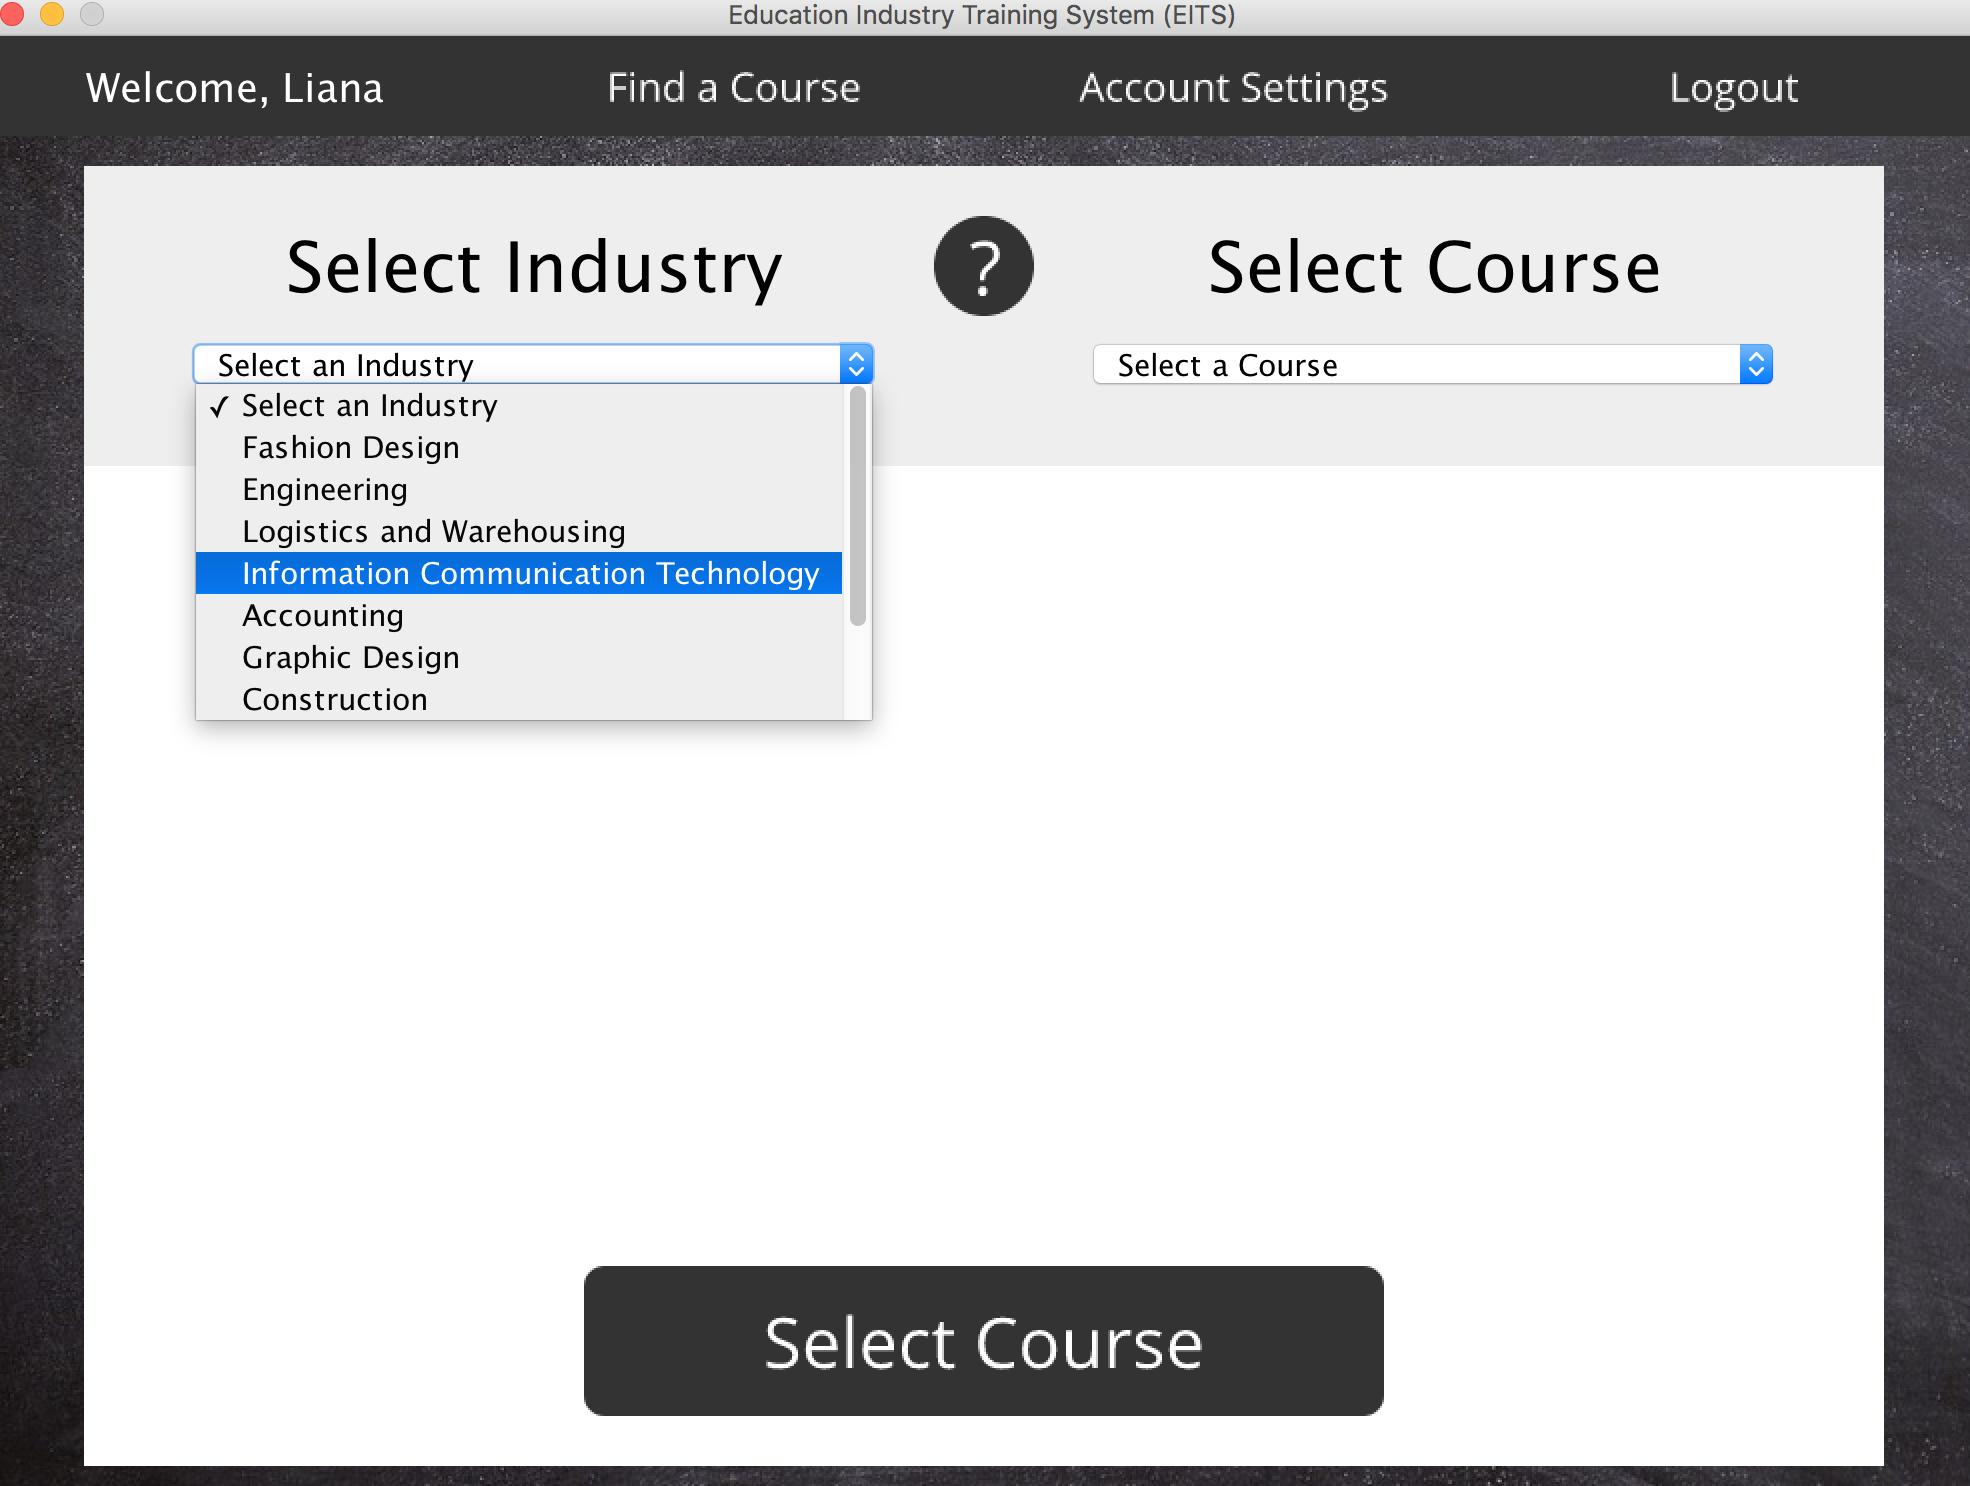 Education Industry Training System (EITS)
Welcome, Liana
Find a Course
Account Settings
Logout
Select Industry
?
Select Course
Select an Industry
Select a Course
✓ Select an Industry
Fashion Design
Engineering
Logistics and Warehousing
Information Communication Technology
Accounting
Graphic Design
Construction
Select Course